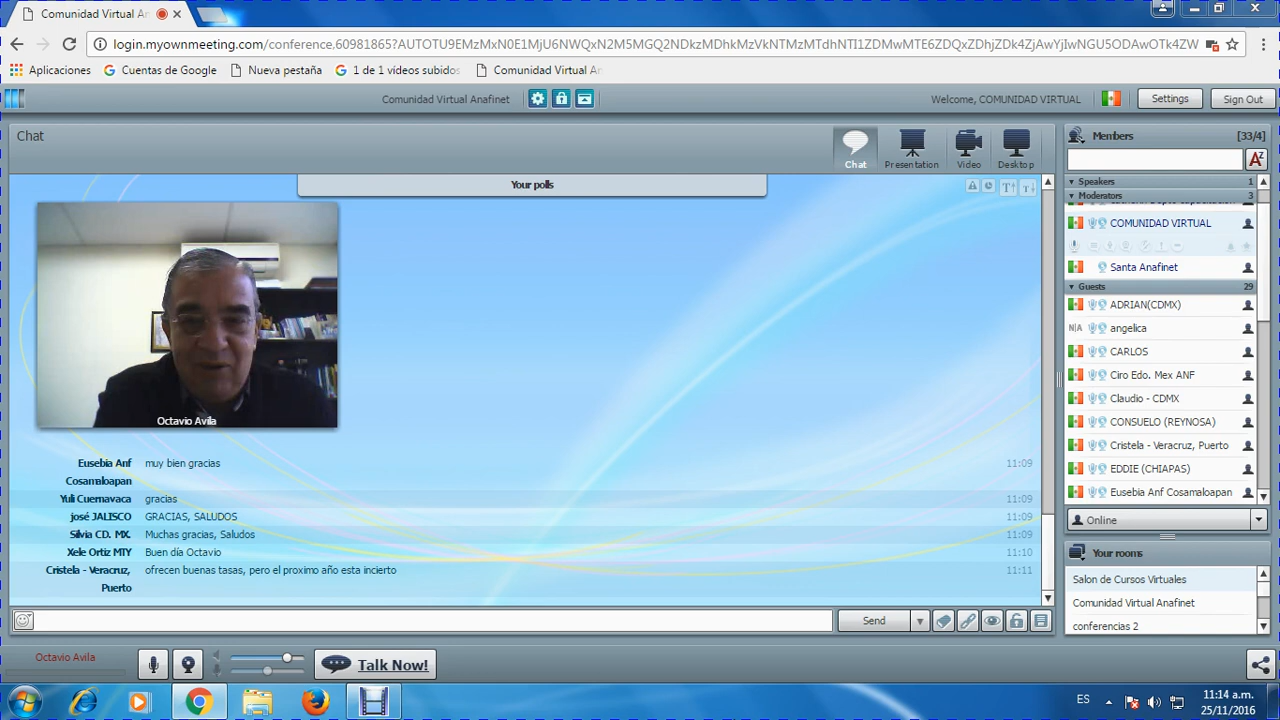 Comunidad Virtual An
login.myownmeeting.com/conference.60981865?
Aplicaciones
Cuentas de Google
Nueva pestaña
1 de 1 vídeos subidos
Comunidad Virtual An
Comunidad Virtual Anafinet
Welcome, COMUNIDAD VIRTUAL
Settings
Sign Out
Chat
Chat
Presentation
Video
Desktop
Your polls
Octavio Avila
Eusebia Anf Cosamaloapan muy bien gracias 11:09
Yuli Cuernavaca gracias 11:09
josé JALISCO GRACIAS, SALUDOS 11:09
Silvia CD. MX. Muchas gracias, Saludos 11:09
Xele Ortiz MTY Buen día Octavio 11:10
Cristela - Veracruz, Puerto ofrecen buenas tasas, pero el proximo año esta incierto 11:11
Send
Octavio Avila
Talk Now!
Members [33/4]
Speakers 1
Moderators 3
COMUNIDAD VIRTUAL
Santa Anafinet
Guests 29
ADRIAN(CDMX)
N/A angelica
CARLOS
Ciro Edo. Mex ANF
Claudio - CDMX
CONSUELO (REYNOSA)
Cristela - Veracruz, Puerto
EDDIE (CHIAPAS)
Eusebia Anf Cosamaloapan
Online
Your rooms
Salon de Cursos Virtuales
Comunidad Virtual Anafinet
conferencias 2
ES
11:14 a.m.
25/11/2016